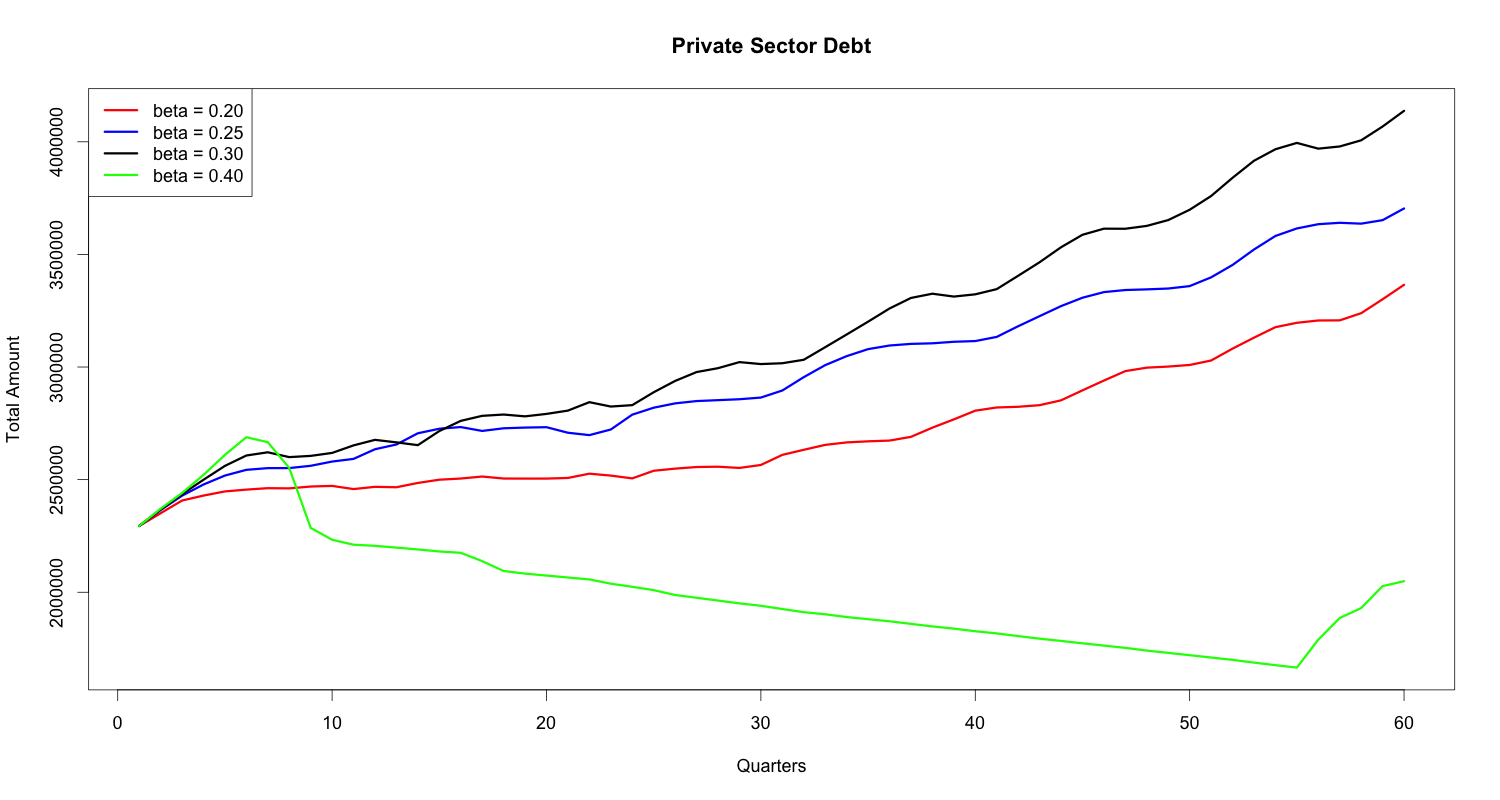 Private Sector Debt
beta = 0.20
beta = 0.25
beta = 0.30
beta = 0.40
Total Amount
4000000
3500000
3000000
2500000
2000000
0 10 20 30 40 50 60
Quarters